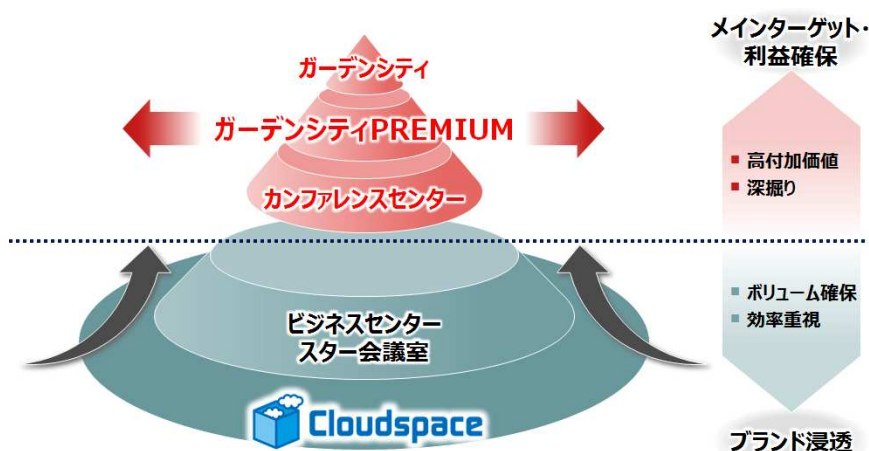 メインターゲット・
利益確保
ガーデンシティ
ガーデンシティPREMIUM
カンファレンスセンター
■ 高付加価値
■ 深掘り
ビジネスセンター
スター会議室
■ ボリューム確保
■ 効率重視
Cloudspace
ブランド浸透